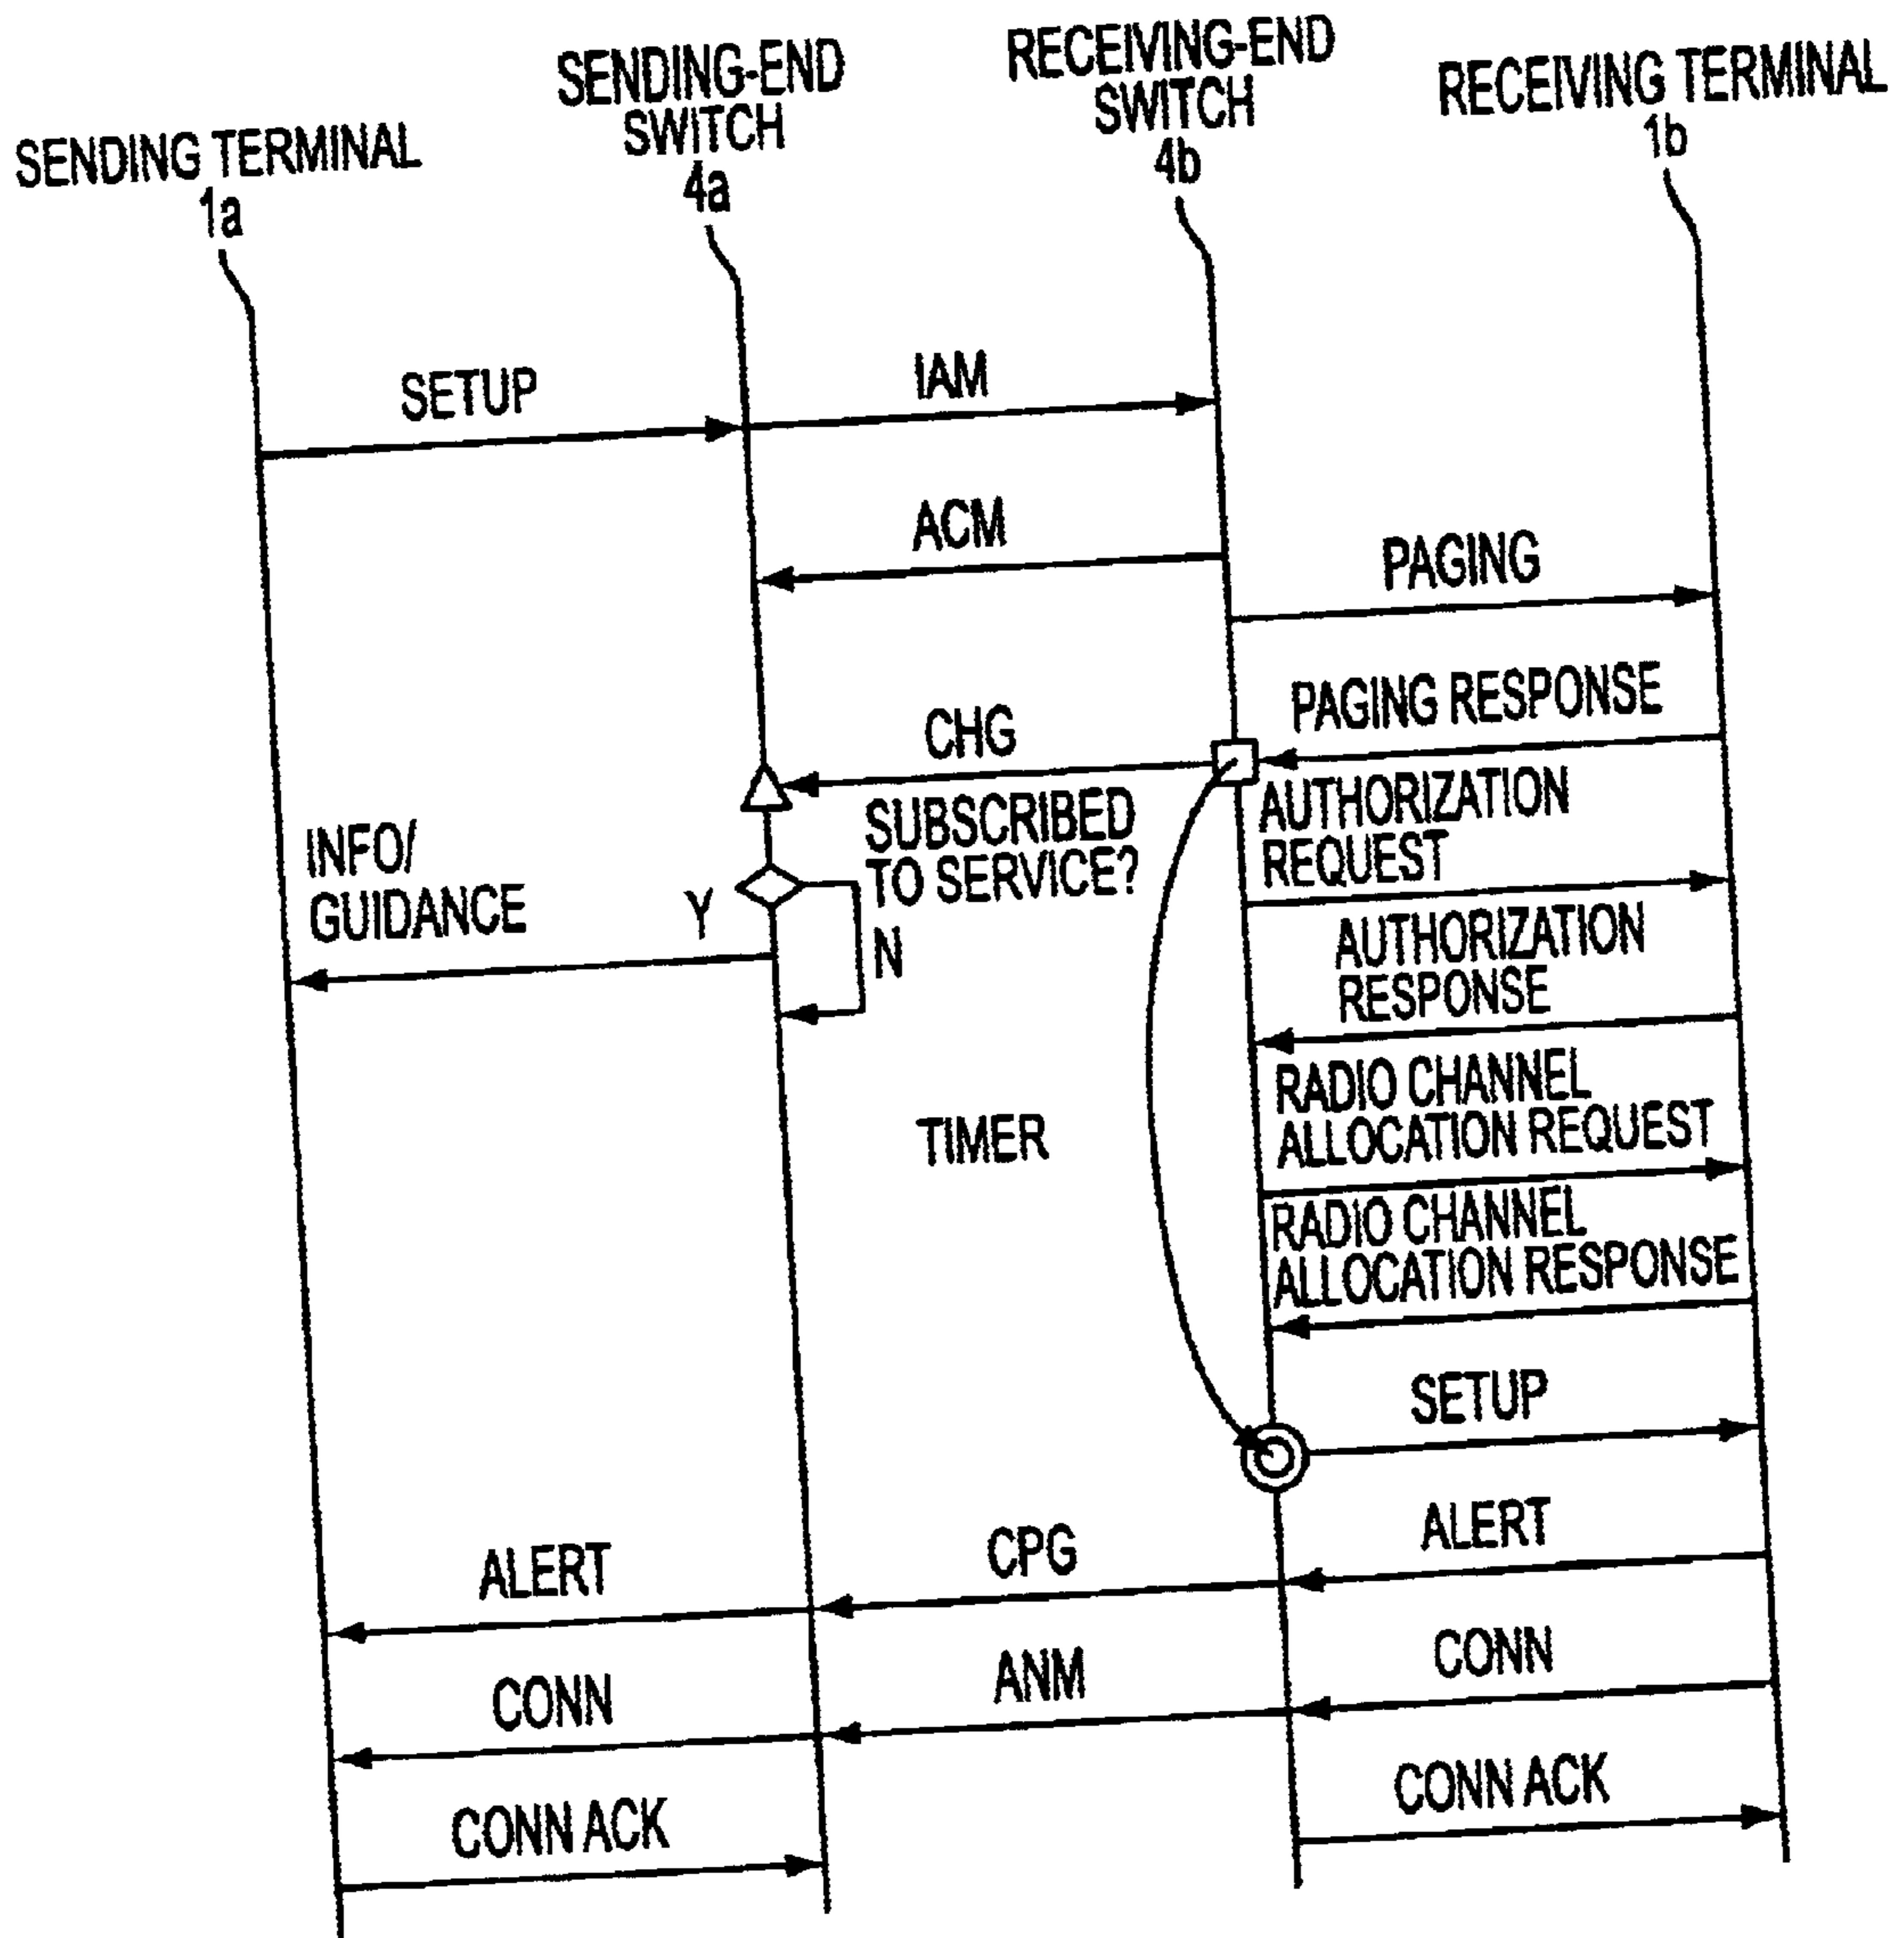 SENDING TERMINAL
1a
SENDING-END
SWITCH
4a
RECEIVING-END
SWITCH
4b
RECEIVING TERMINAL
1b
SETUP
IAM
ACM
PAGING
PAGING RESPONSE
CHG
AUTHORIZATION
REQUEST
SUBSCRIBED
TO SERVICE?
INFO/
GUIDANCE
Y
N
AUTHORIZATION
RESPONSE
RADIO CHANNEL
ALLOCATION REQUEST
TIMER
RADIO CHANNEL
ALLOCATION RESPONSE
SETUP
ALERT
CPG
ALERT
CONN
ANM
CONN
CONN ACK
CONN ACK